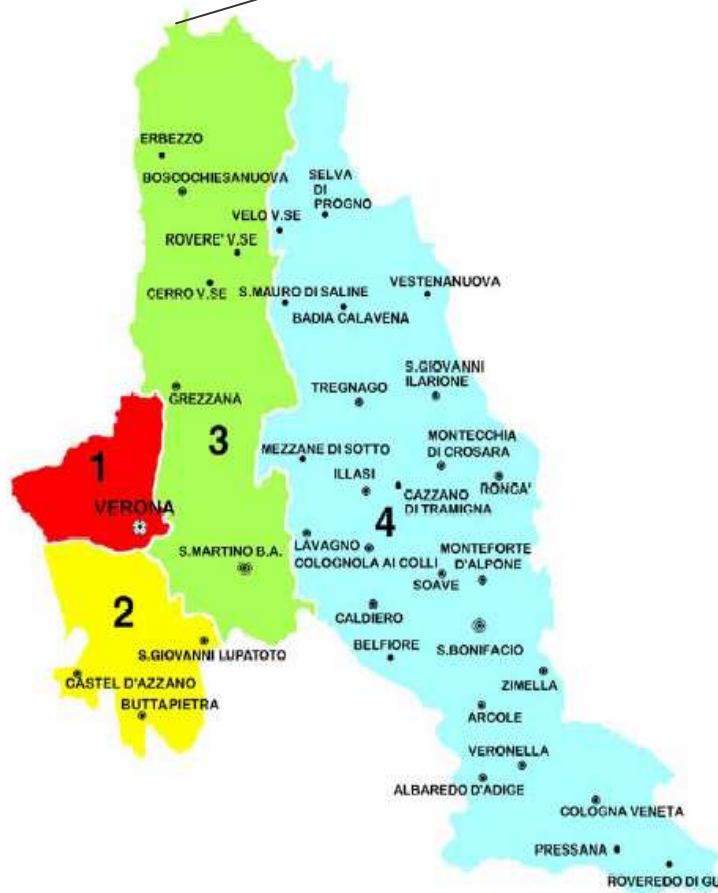 ERBEZZO
BOSCOCHIESANUOVA
SELVA
DI
PROGNO
VELO V.SE
ROVERE' V.SE
CERRO V.SE
S.MAURO DI SALINE
VESTENANUOVA
BADIA CALAVENA
S.GIOVANNI
ILARIONE
TREGNAGO
GREZZANA
3
MONTECCHIA
DI CROSARA
MEZZANE DI SOTTO
1
ILLASI
RONCA'
CAZZANO
DI TRAMIGNA
VERONA
4
LAVAGNO
S.MARTINO B.A.
MONTEFORTE
D'ALPONE
COLOGNOLA AI COLLI
SOAVE
2
CALDIERO
BELFIORE
S.BONIFACIO
S.GIOVANNI LUPATOTO
CASTEL D'AZZANO
ZIMELLA
BUTTAPIETRA
ARCOLE
VERONELLA
ALBAREDO D'ADIGE
COLOGNA VENETA
PRESSANA
ROVEREDO DI GU